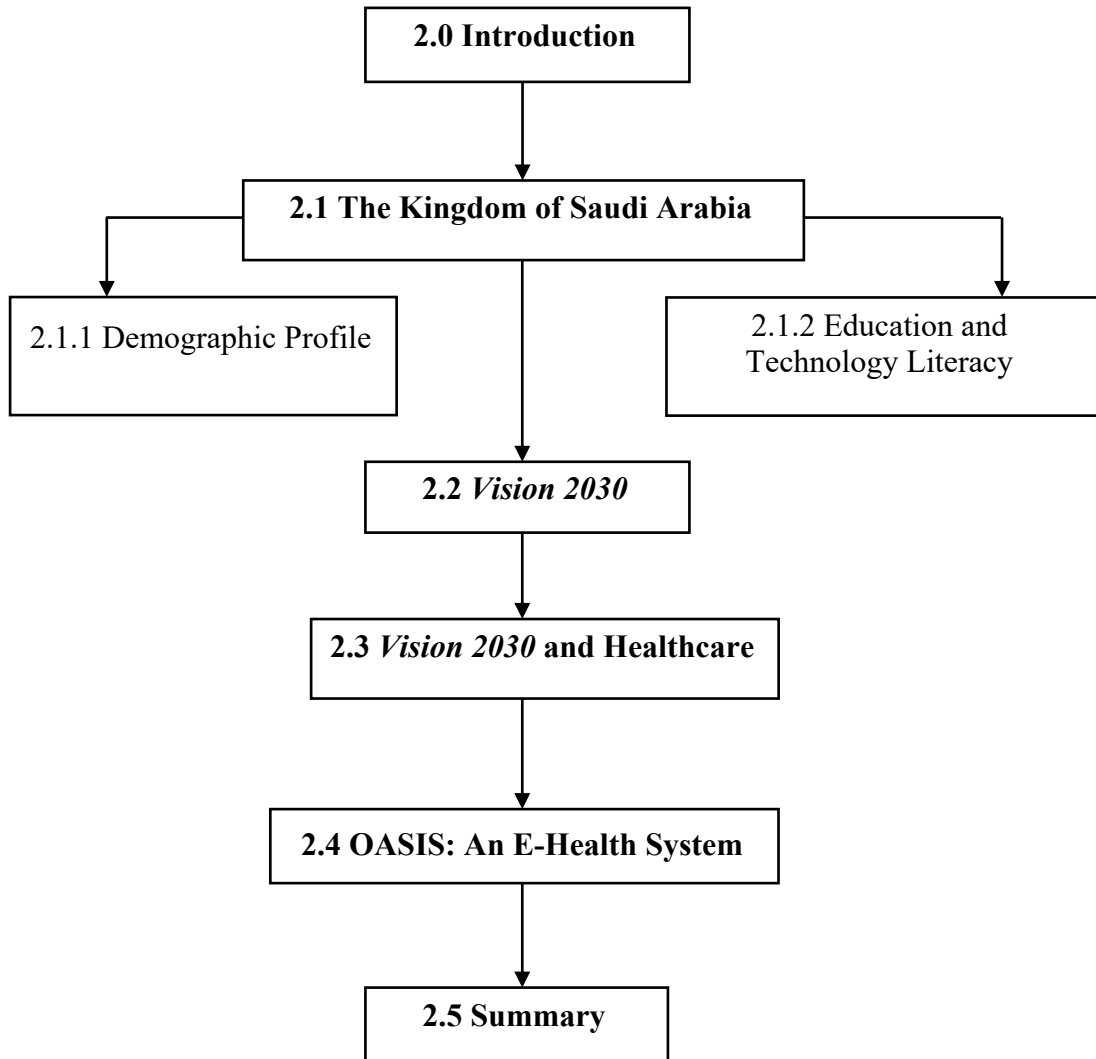 2.0 Introduction
2.1 The Kingdom of Saudi Arabia
2.1.1 Demographic Profile
2.1.2 Education and
Technology Literacy
2.2 Vision 2030
2.3 Vision 2030 and Healthcare
2.4 OASIS: An E-Health System
2.5 Summary